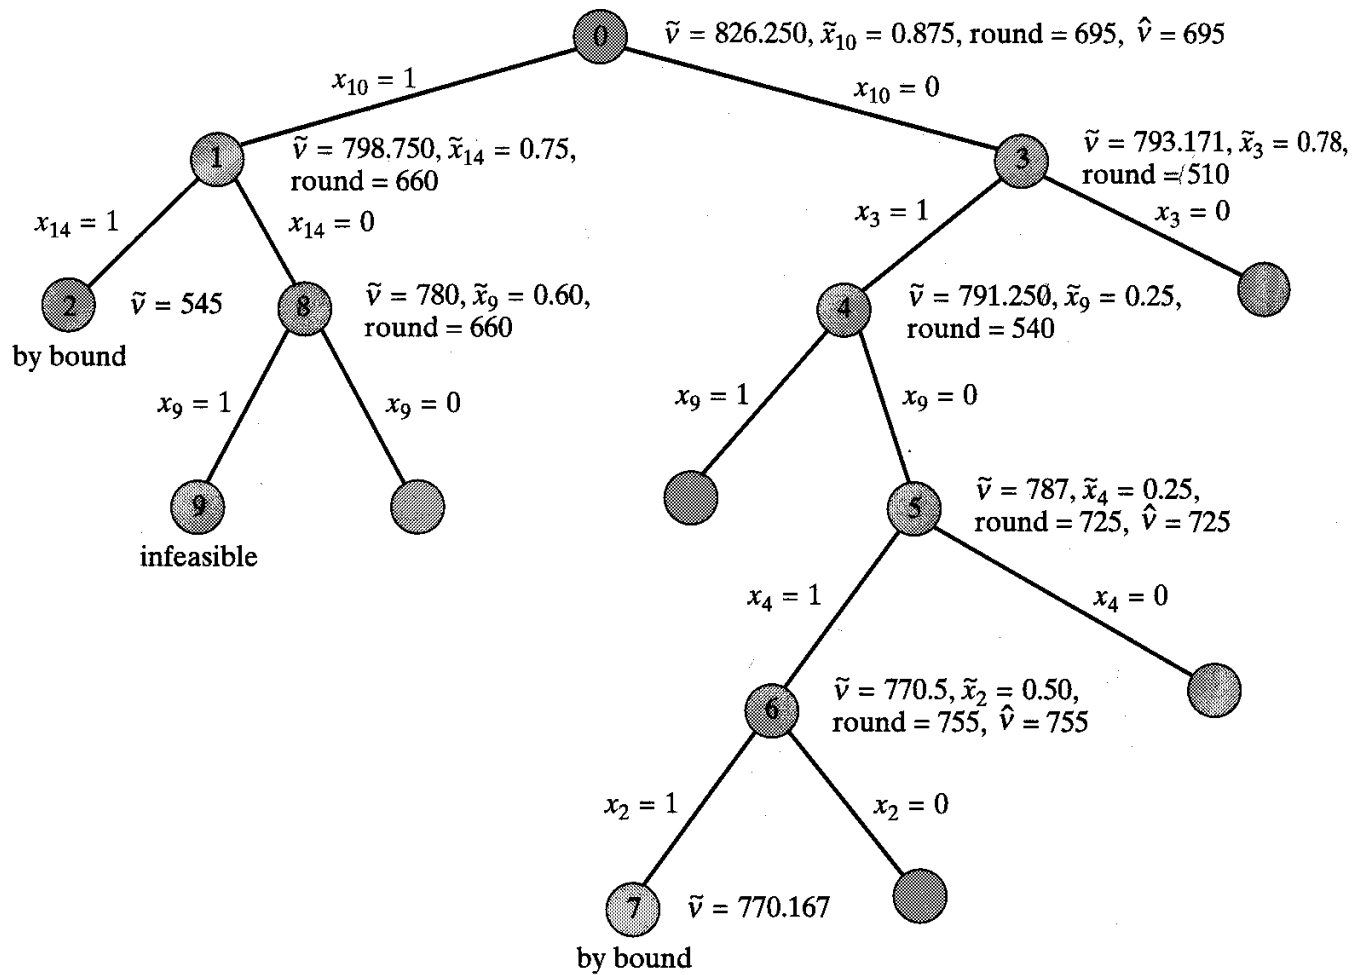 0
ṽ = 826.250, x̃₁₀ = 0.875, round = 695, v̂ = 695
x₁₀ = 1
x₁₀ = 0
1
ṽ = 798.750, x̃₁₄ = 0.75,
round = 660
3
ṽ = 793.171, x̃₃ = 0.78,
round = 510
x₁₄ = 1
x₁₄ = 0
x₃ = 1
x₃ = 0
2
ṽ = 545
by bound
8
ṽ = 780, x̃₉ = 0.60,
round = 660
4
ṽ = 791.250, x̃₉ = 0.25,
round = 540
x₉ = 1
x₉ = 0
x₉ = 1
x₉ = 0
9
infeasible
5
ṽ = 787, x̃₄ = 0.25,
round = 725, v̂ = 725
x₄ = 1
x₄ = 0
6
ṽ = 770.5, x̃₂ = 0.50,
round = 755, v̂ = 755
x₂ = 1
x₂ = 0
7
ṽ = 770.167
by bound